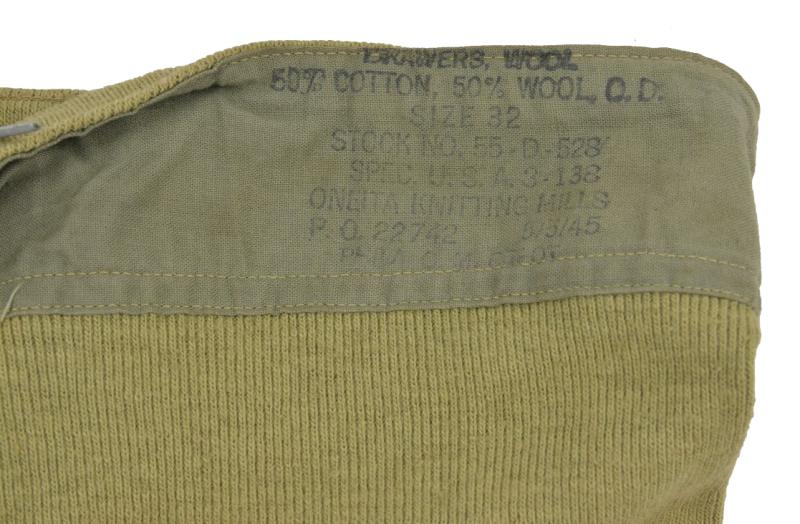 DRAWERS, WOOL
50% COTTON, 50% WOOL, O.D.
SIZE 32
STOCK NO. 55-D-528
SPEC. U.S.A. 3-138
ONEITA KNITTING MILLS
P.O. 22742 5/3/45
Q.M.